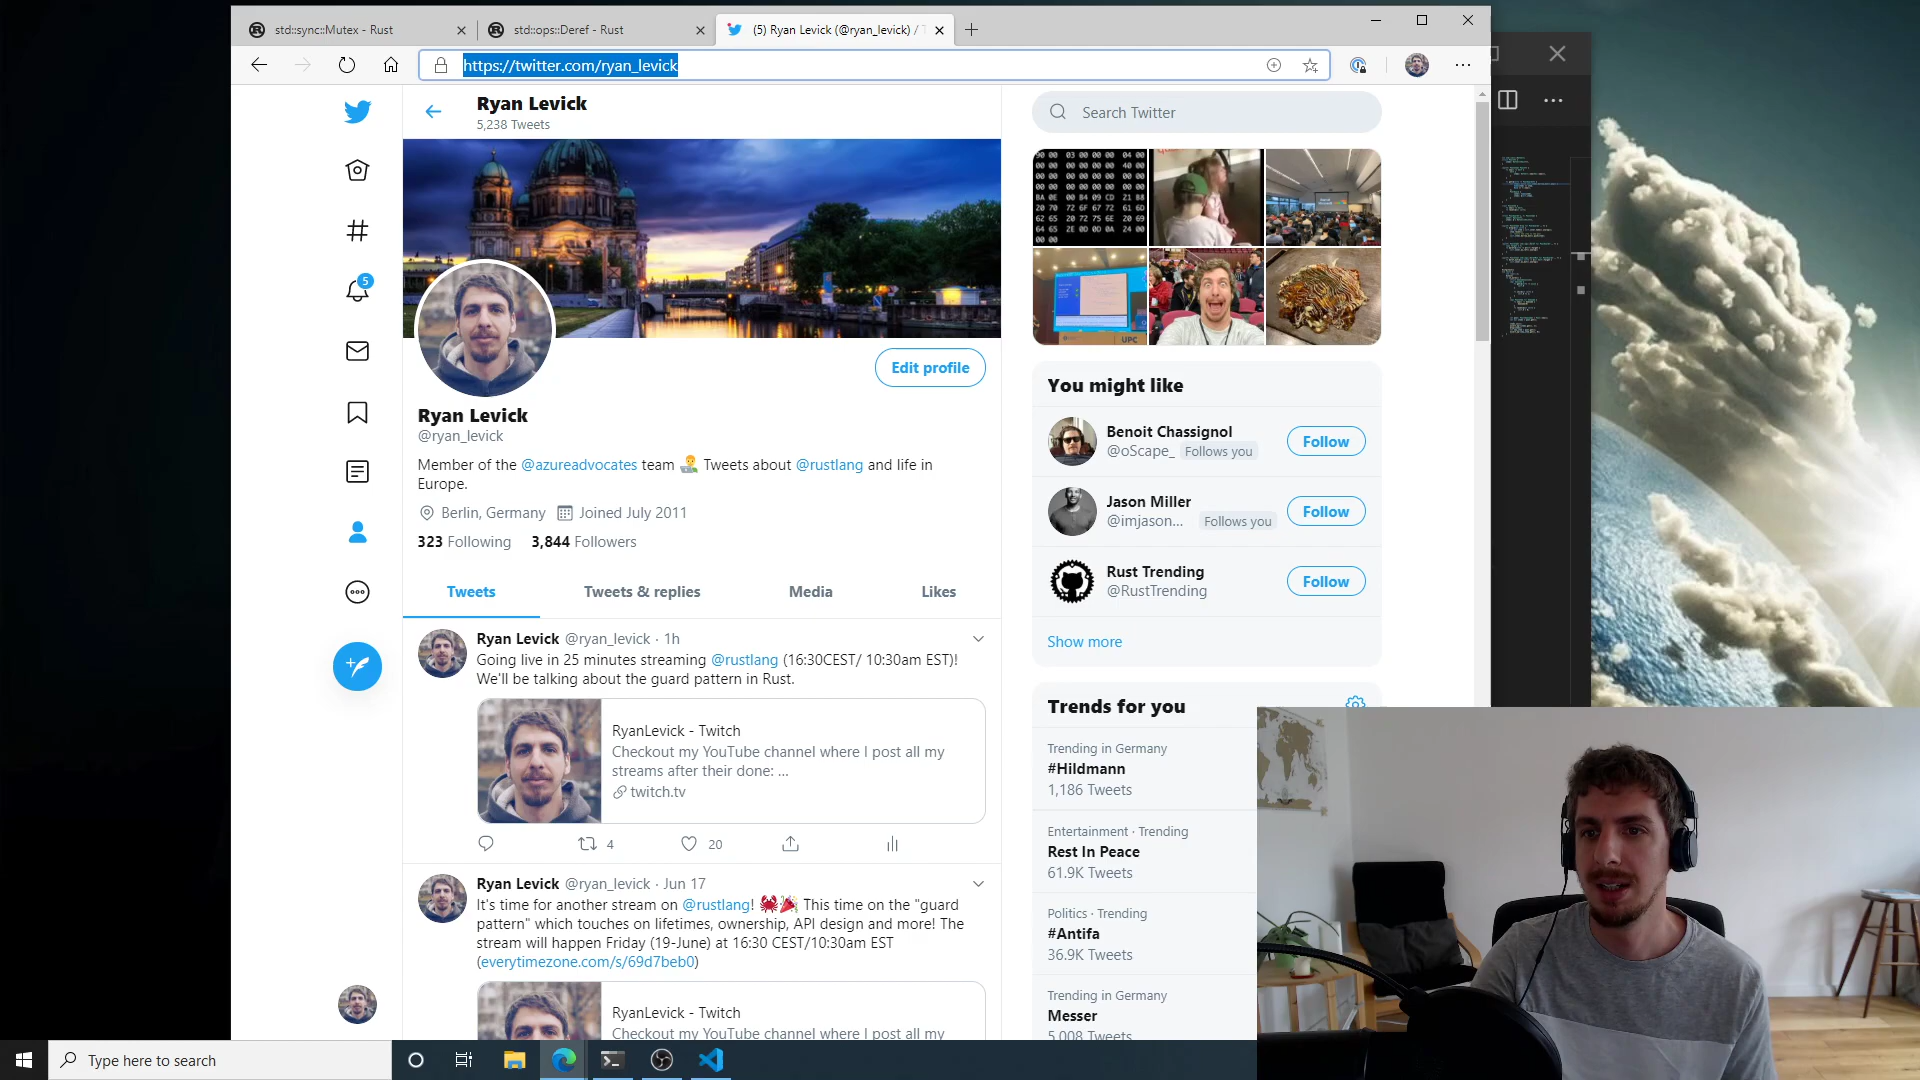 std::sync::Mutex - Rust
std::ops::Deref - Rust
(5) Ryan Levick (@ryan_levick) /
https://twitter.com/ryan_levick
Ryan Levick
5,238 Tweets
Search Twitter
5
Edit profile
Ryan Levick
@ryan_levick
Member of the @azureadvocates team Tweets about @rustlang and life in
Europe.
Berlin, Germany Joined July 2011
323 Following 3,844 Followers
Tweets
Tweets & replies
Media
Likes
Ryan Levick @ryan_levick · 1h
Going live in 25 minutes streaming @rustlang (16:30CEST/ 10:30am EST)!
We'll be talking about the guard pattern in Rust.
RyanLevick - Twitch
Checkout my YouTube channel where I post all my
streams after their done: ...
twitch.tv
4
20
Ryan Levick @ryan_levick · Jun 17
It's time for another stream on @rustlang! This time on the "guard
pattern" which touches on lifetimes, ownership, API design and more! The
stream will happen Friday (19-June) at 16:30 CEST/10:30am EST
(everytimezone.com/s/69d7beb0)
RyanLevick - Twitch
Checkout my YouTube channel where I post all my
UPC
You might like
Benoit Chassignol
@oScape_ Follows you
Follow
Jason Miller
@imjason... Follows you
Follow
Rust Trending
@RustTrending
Follow
Show more
Trends for you
Trending in Germany
#Hildmann
1,186 Tweets
Entertainment · Trending
Rest In Peace
61.9K Tweets
Politics · Trending
#Antifa
36.9K Tweets
Trending in Germany
Messer
5,008 Tweets
Type here to search